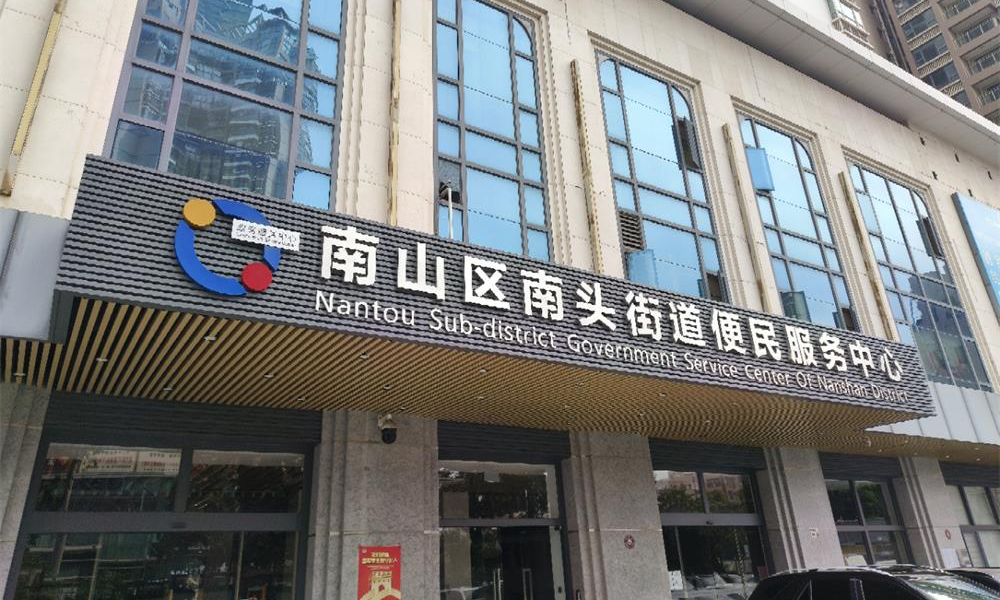 南山区南头街道便民服务中心
Nantou Sub-district Government Service Center Of Nanshan District